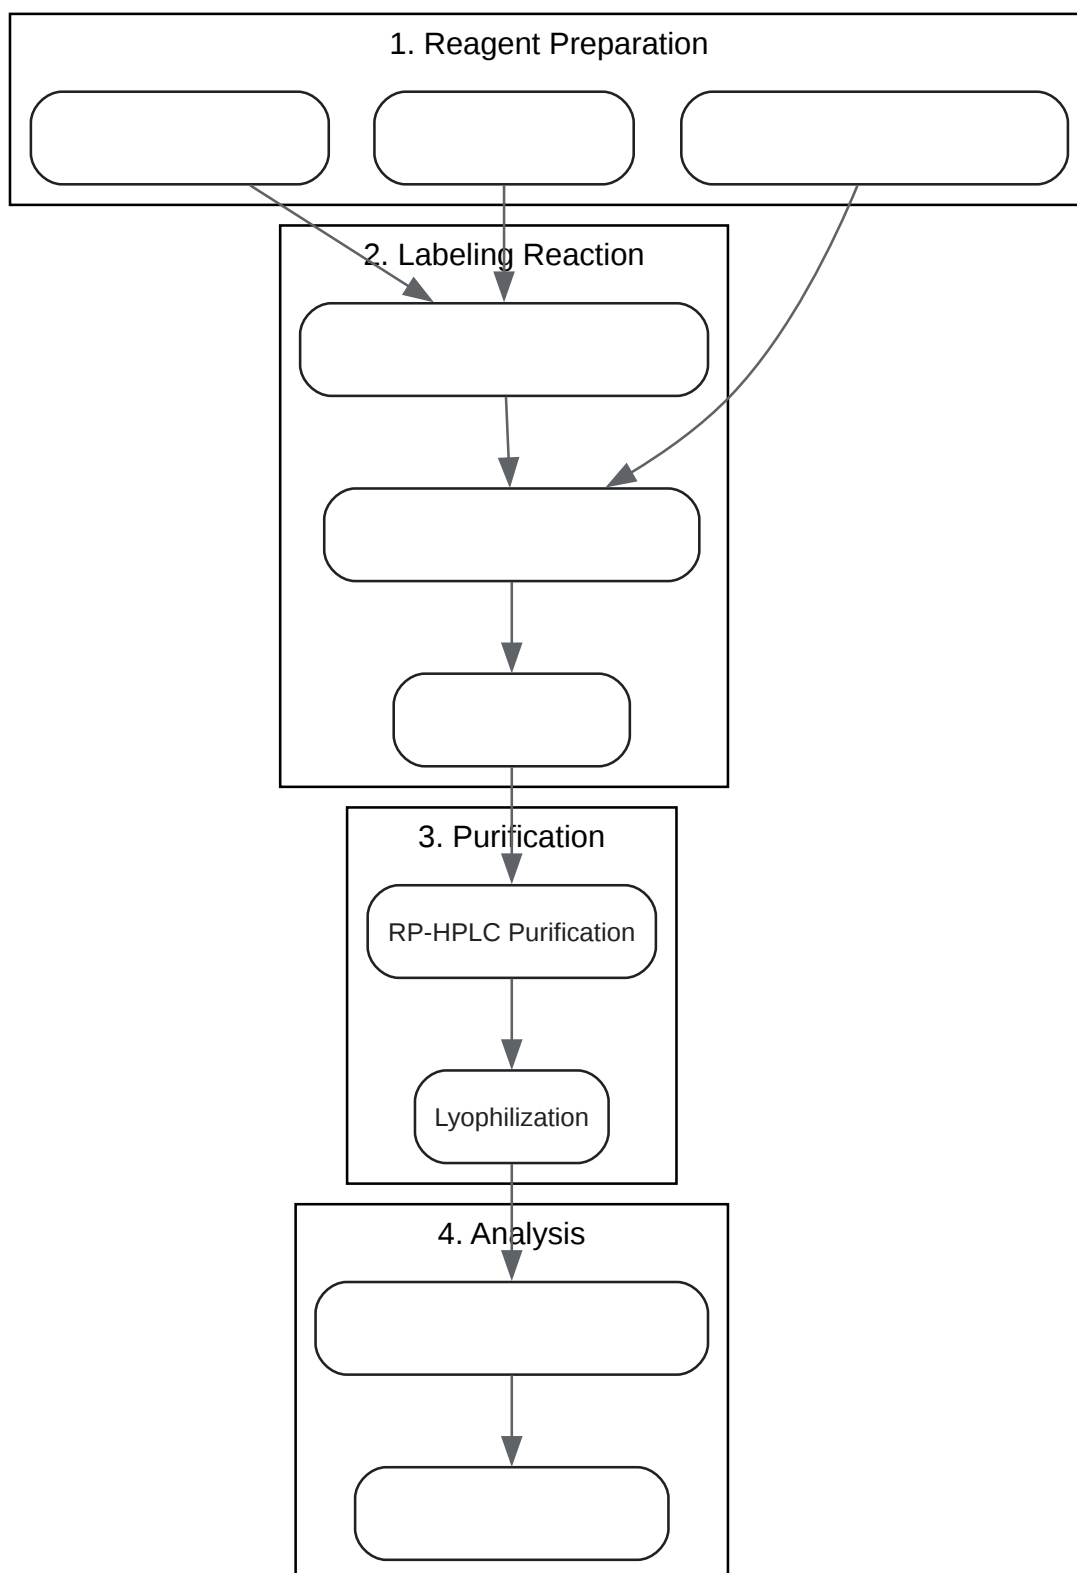 1. Reagent Preparation
2. Labeling Reaction
3. Purification
RP-HPLC Purification
Lyophilization
4. Analysis